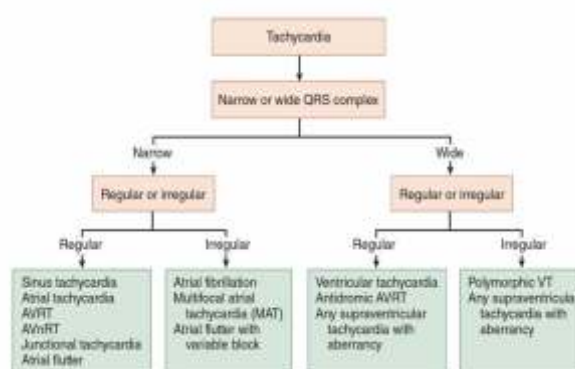 Tachycardia
Narrow or wide QRS complex
Narrow
Wide
Regular or irregular
Regular or irregular
Regular
Irregular
Regular
Irregular
Sinus tachycardia
Atrial tachycardia
AVRT
AVnRT
Junctional tachycardia
Atrial flutter
Atrial fibrillation
Multifocal atrial
tachycardia (MAT)
Atrial flutter with
variable block
Ventricular tachycardia
Antidromic AVRT
Any supraventricular
tachycardia with
aberrancy
Polymorphic VT
Any supraventricular
tachycardia with
aberrancy